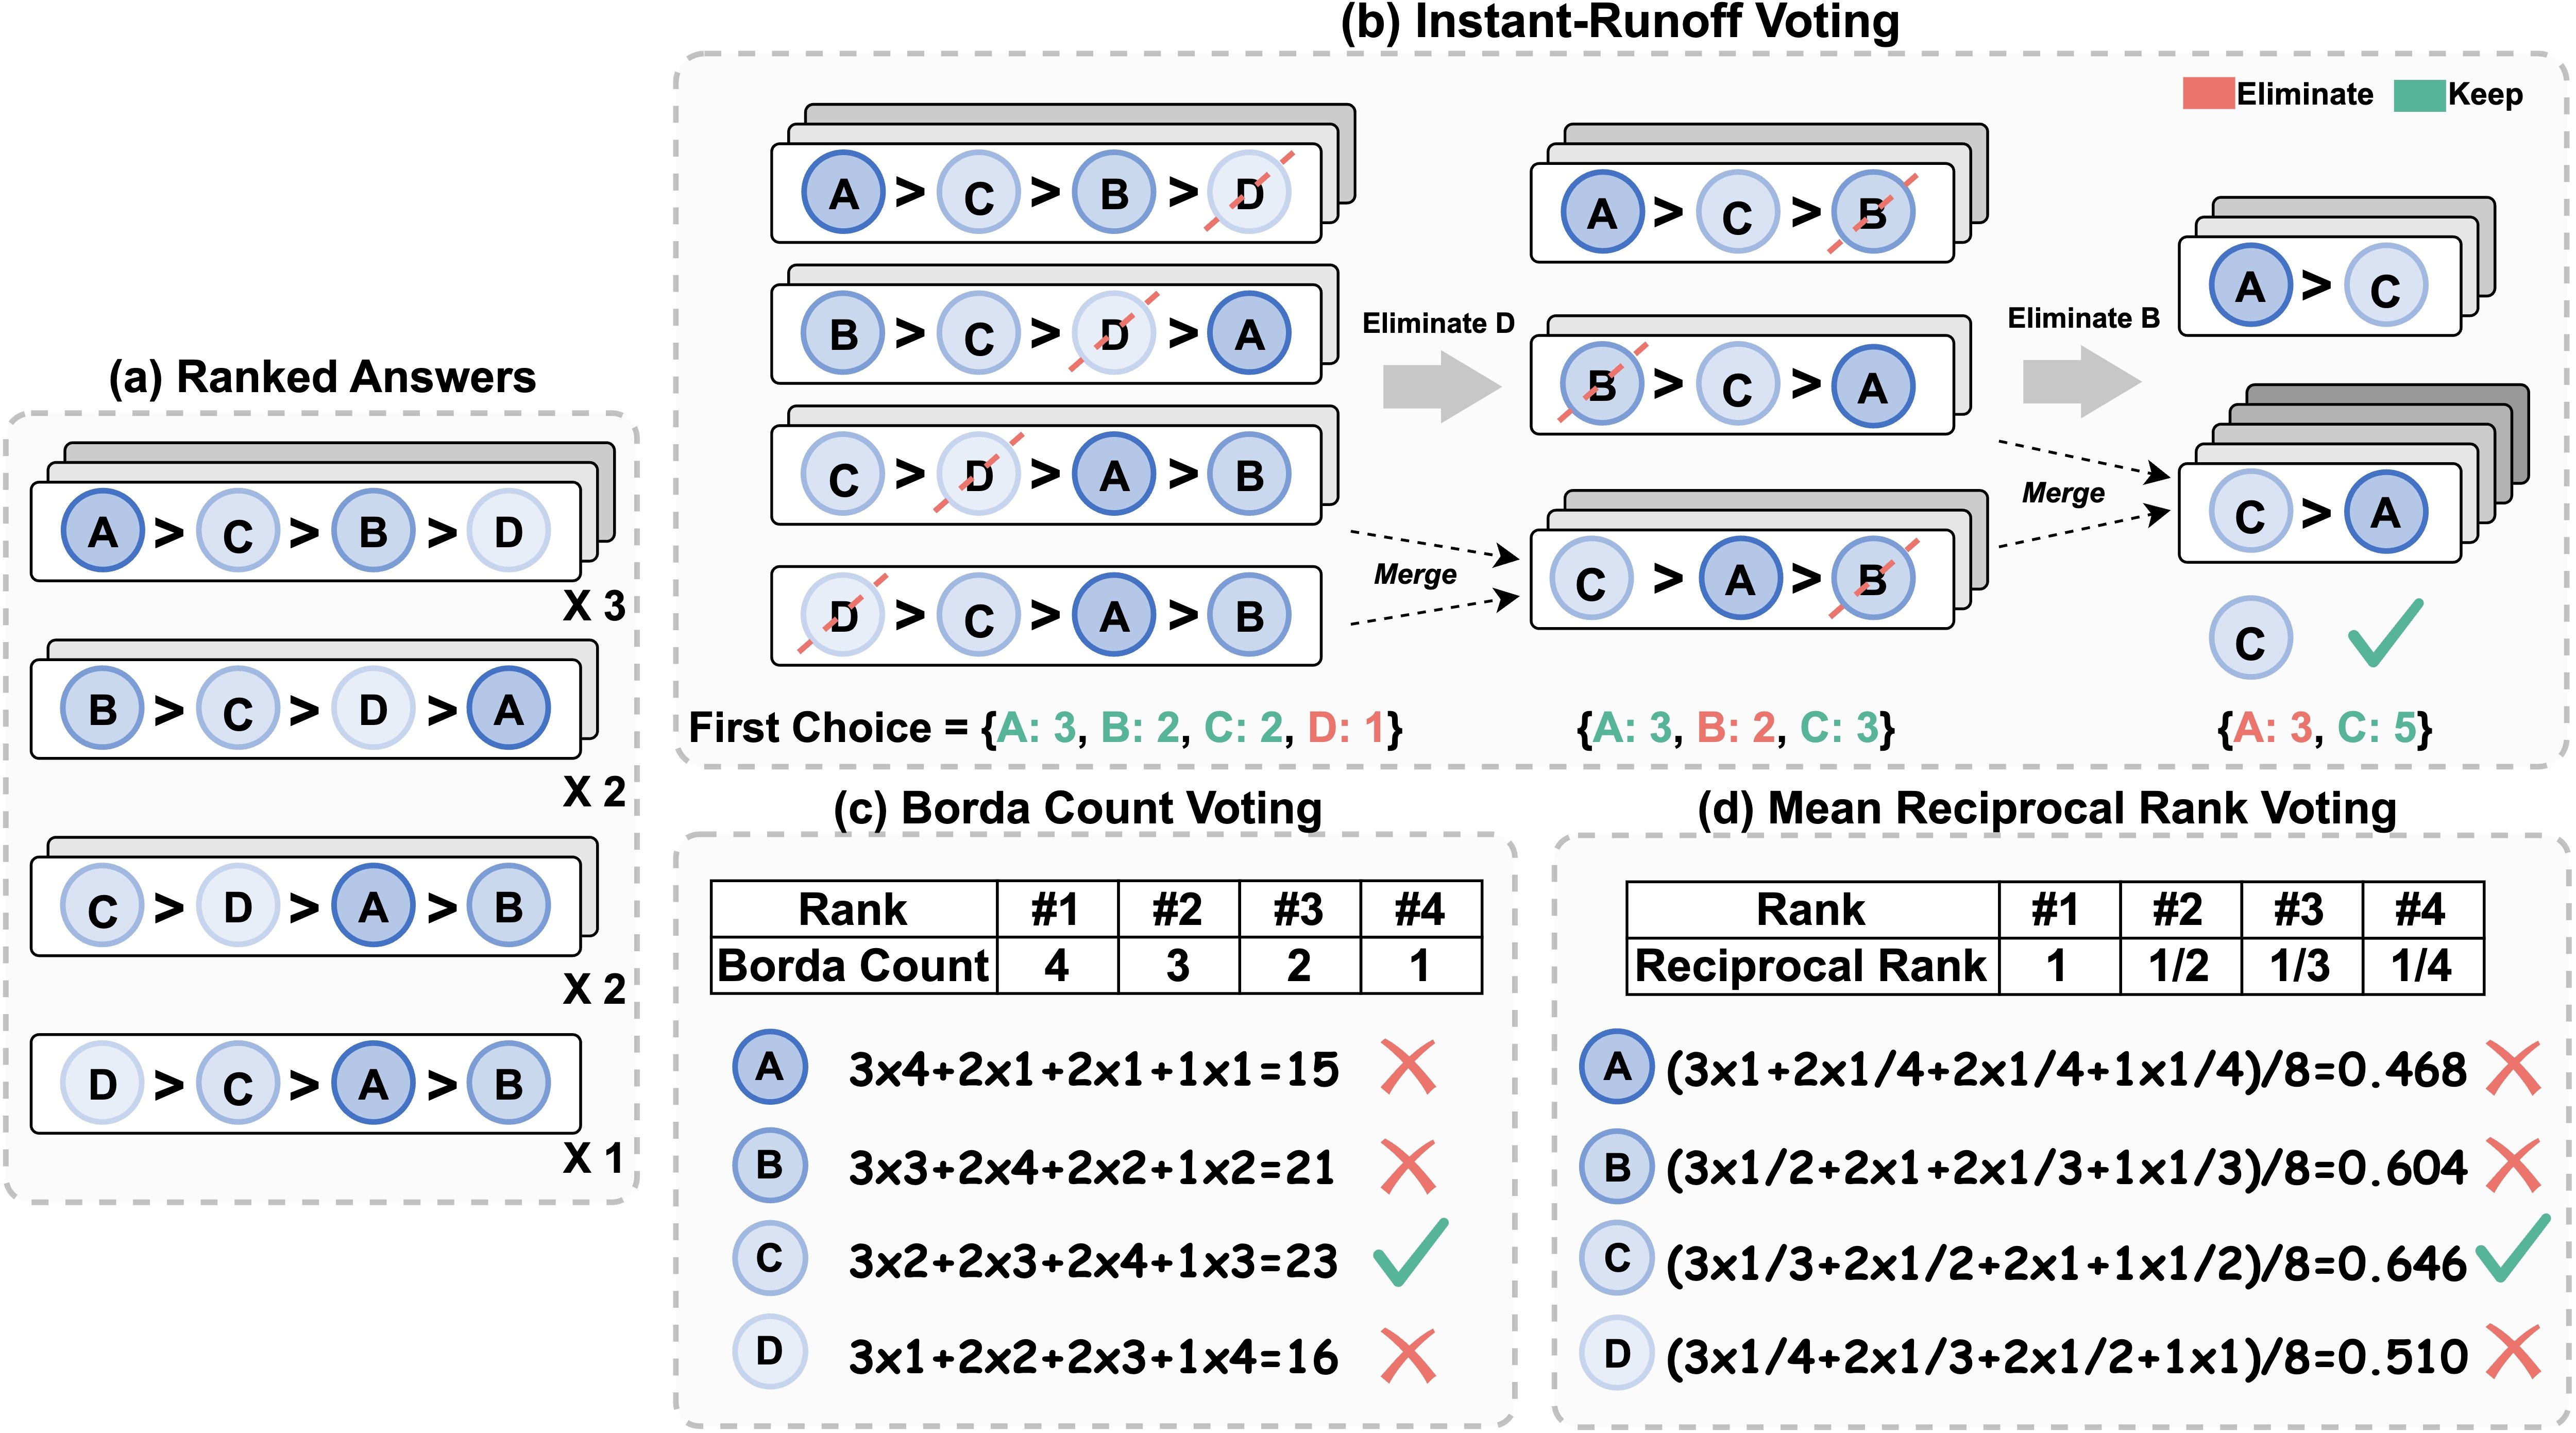 (a) Ranked Answers
A > C > B > D
X 3
B > C > D > A
X 2
C > D > A > B
X 2
D > C > A > B
X 1
(b) Instant-Runoff Voting
Eliminate Keep
A > C > B > D
B > C > D > A
C > D > A > B
D > C > A > B
Eliminate D
Merge
A > C > B
B > C > A
C > A > B
Eliminate B
Merge
A > C
C > A
C
First Choice = {A: 3, B: 2, C: 2, D: 1}
{A: 3, B: 2, C: 3}
{A: 3, C: 5}
(c) Borda Count Voting
Rank #1 #2 #3 #4
Borda Count 4 3 2 1
A 3x4+2x1+2x1+1x1=15
B 3x3+2x4+2x2+1x2=21
C 3x2+2x3+2x4+1x3=23
D 3x1+2x2+2x3+1x4=16
(d) Mean Reciprocal Rank Voting
Rank #1 #2 #3 #4
Reciprocal Rank 1 1/2 1/3 1/4
A (3x1+2x1/4+2x1/4+1x1/4)/8=0.468
B (3x1/2+2x1+2x1/3+1x1/3)/8=0.604
C (3x1/3+2x1/2+2x1+1x1/2)/8=0.646
D (3x1/4+2x1/3+2x1/2+1x1)/8=0.510